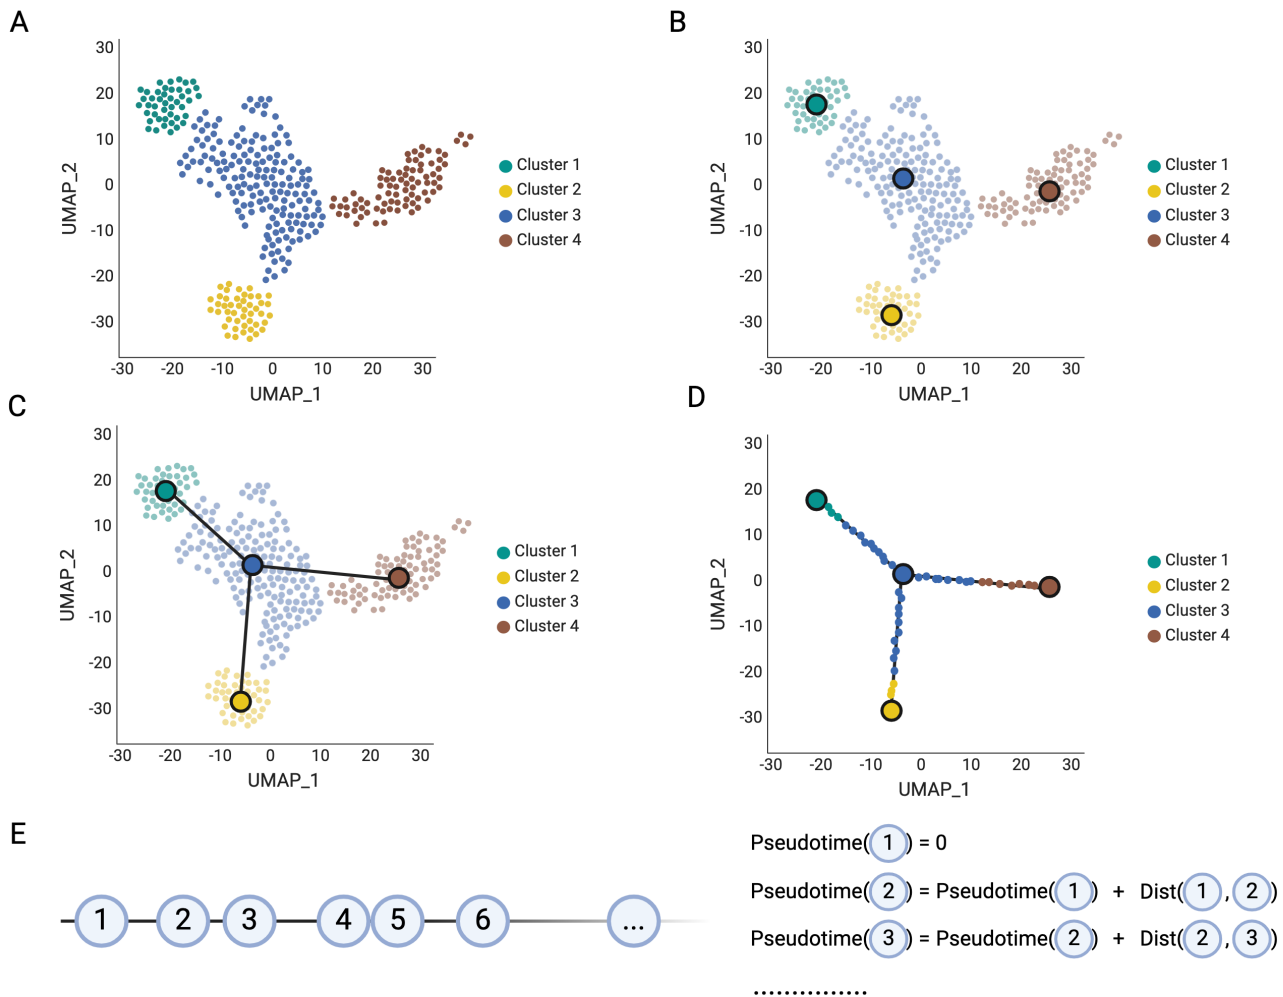 A
30
20
10
0
-10
-20
-30
UMAP_2
-30 -20 -10 0 10 20 30
UMAP_1
Cluster 1
Cluster 2
Cluster 3
Cluster 4
B
30
20
10
0
-10
-20
-30
UMAP_2
-30 -20 -10 0 10 20 30
UMAP_1
Cluster 1
Cluster 2
Cluster 3
Cluster 4
C
30
20
10
0
-10
-20
-30
UMAP_2
-30 -20 -10 0 10 20 30
UMAP_1
Cluster 1
Cluster 2
Cluster 3
Cluster 4
D
30
20
10
0
-10
-20
-30
UMAP_2
-30 -20 -10 0 10 20 30
UMAP_1
Cluster 1
Cluster 2
Cluster 3
Cluster 4
E
1 2 3 4 5 6 ...
Pseudotime(1) = 0
Pseudotime(2) = Pseudotime(1) + Dist(1,2)
Pseudotime(3) = Pseudotime(2) + Dist(2,3)
...............